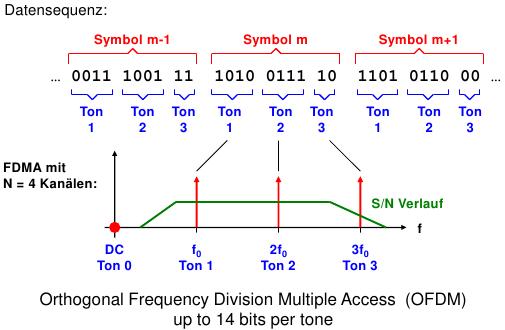 Datensequenz:
Symbol m-1 Symbol m Symbol m+1
... 0011 1001 11 1010 0111 10 1101 0110 00 ...
Ton Ton Ton Ton Ton Ton Ton Ton Ton
1 2 3 1 2 3 1 2 3
FDMA mit
N = 4 Kanälen:
S/N Verlauf
f
DC f₀ 2f₀ 3f₀
Ton 0 Ton 1 Ton 2 Ton 3
Orthogonal Frequency Division Multiple Access (OFDM)
up to 14 bits per tone